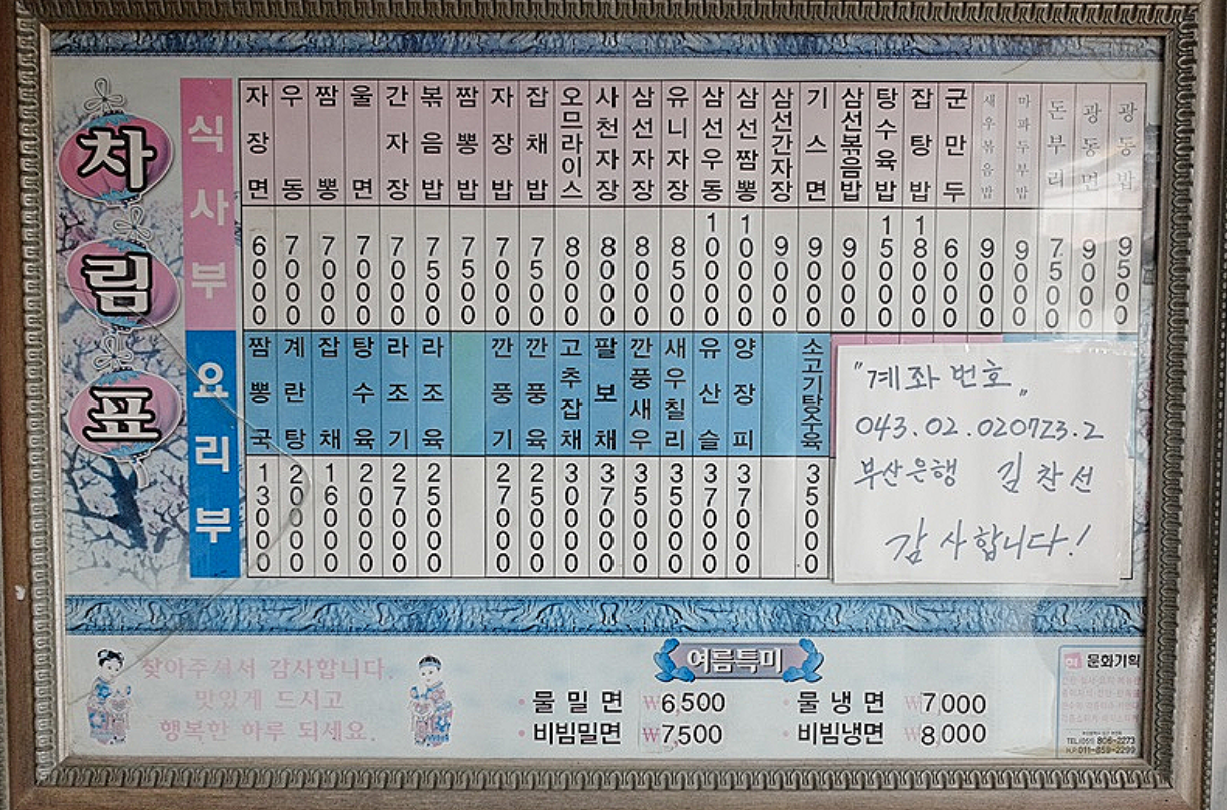 차림표
식사부
자장면 6000
우동 7000
짬뽕 7000
울면 7000
간자장 7000
볶음밥 7500
짬뽕밥 7500
자장밥 7000
잡채밥 7500
오므라이스 8000
사천자장 8000
삼선자장 8000
유니자장 8500
삼선우동 10000
삼선짬뽕 10000
삼선간자장 9000
기스면 9000
삼선볶음밥 9000
탕수육밥 15000
잡탕밥 18000
군만두 6000
새우볶음밥 9000
마파두부밥 9000
돈부리 7500
광동면 9000
광동밥 9500
요리부
짬뽕국 13000
계란탕 20000
잡채 16000
탕수육 20000
라조기 27000
라조육 25000
깐풍기 27000
깐풍육 25000
고추잡채 30000
팔보채 37000
깐풍새우 35000
새우칠리 35000
유산슬 37000
양장피 37000
소고기탕수육 35000
"계좌번호"
043.02.020723.2
부산은행 김찬선
감사합니다!
찾아주셔서 감사합니다.
맛있게 드시고
행복한 하루 되세요.
여름특미
물밀면 ₩6,500
비빔밀면 ₩7,500
물냉면 ₩7,000
비빔냉면 ₩8,000
문화기획
TEL.(051) 806-2273
H.P 011-859-2299